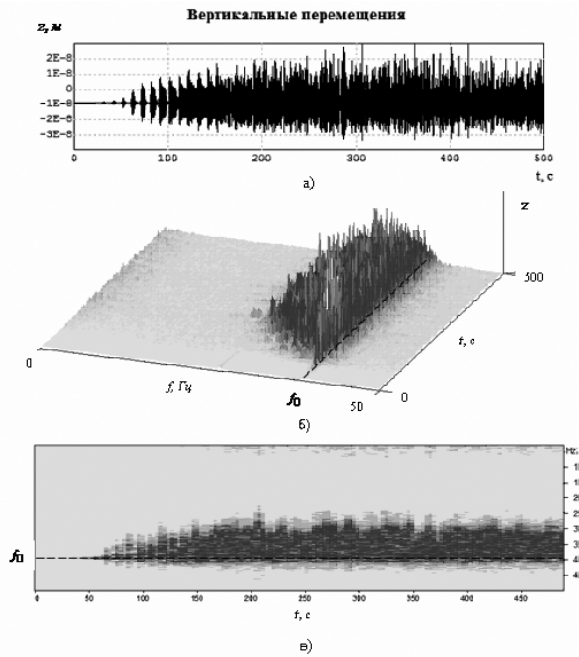 Вертикальные перемещения
Z, М
2E-8
1E-8
0
-1E-8
-2E-8
-3E-8
0 100 200 300 400 500
t, с
а)
z
500
t, с
0
0
f, Гц
f0
50
б)
Hz
f0
0 50 100 150 200 250 300 350 400 450
t, с
в)